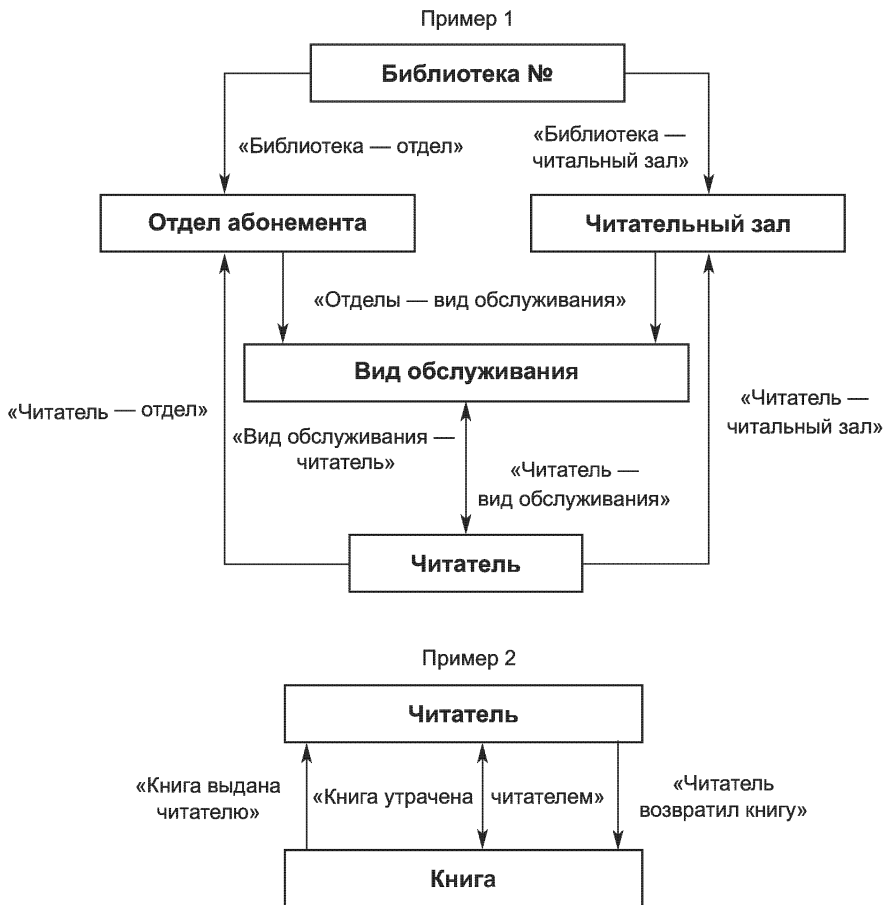 Пример 1
Библиотека №
«Библиотека — отдел»
«Библиотека —
читальный зал»
Отдел абонемента
Читательный зал
«Отделы — вид обслуживания»
Вид обслуживания
«Читатель — отдел»
«Вид обслуживания —
читатель»
«Читатель —
вид обслуживания»
«Читатель —
читальный зал»
Читатель
Пример 2
Читатель
«Книга выдана
читателю»
«Книга утрачена читателем»
«Читатель
возвратил книгу»
Книга